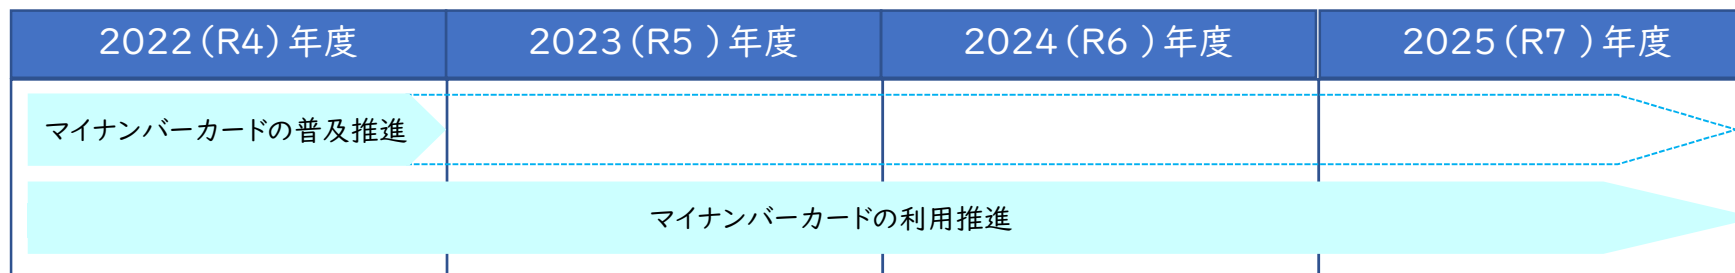 2022(R4)年度 2023(R5 )年度 2024(R6 )年度 2025(R7 )年度
マイナンバーカードの普及推進
マイナンバーカードの利用推進